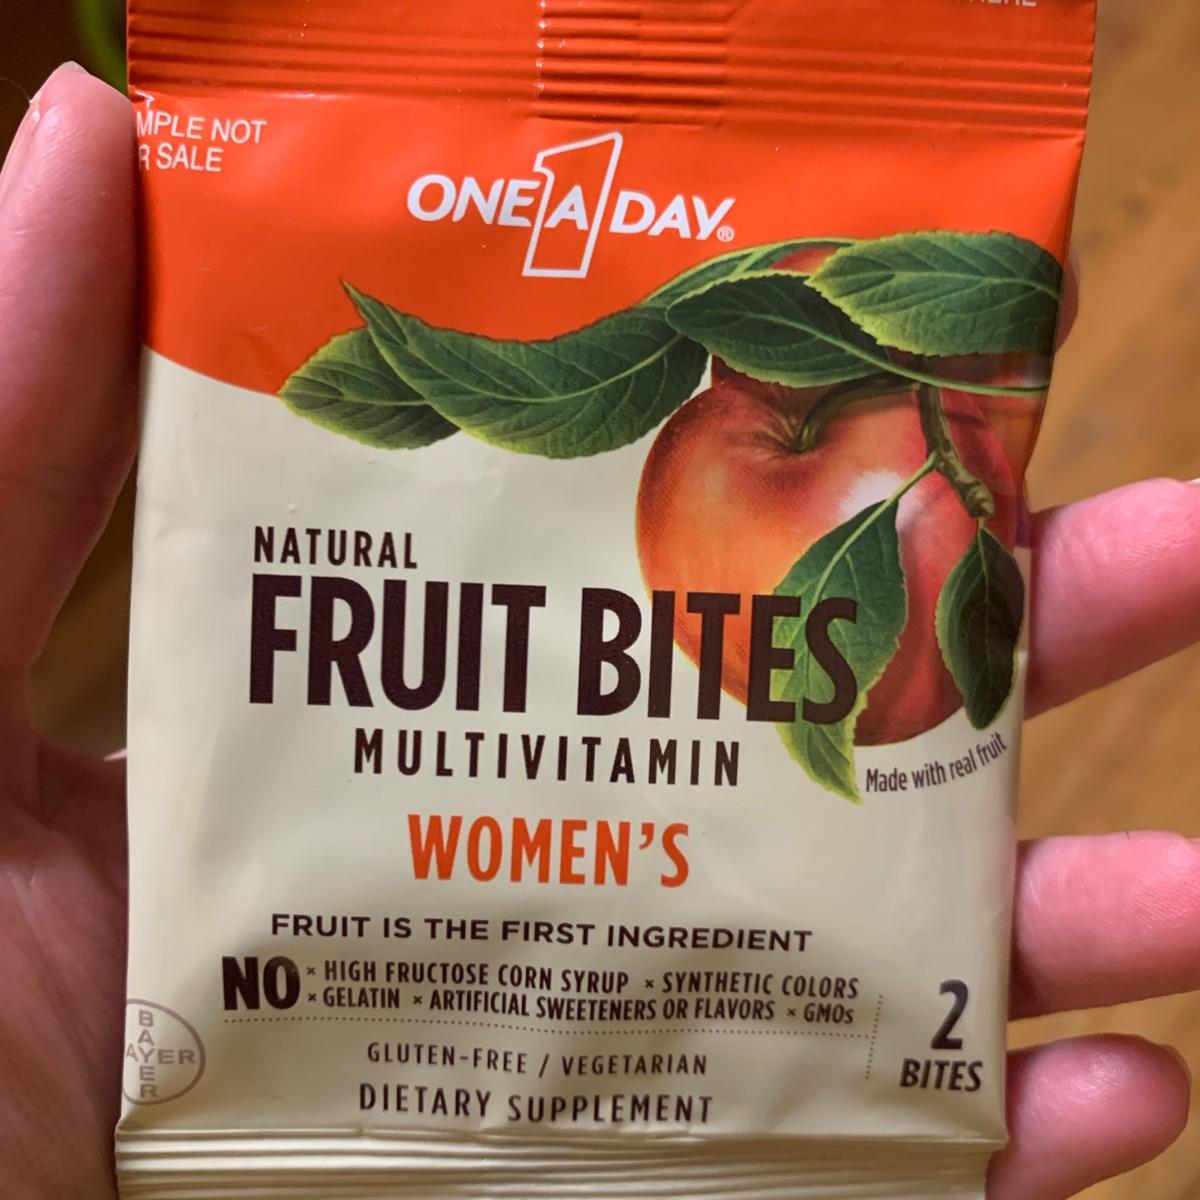 MPLE NOT
R SALE
ONE A DAY®
1
NATURAL
FRUIT BITES
MULTIVITAMIN
Made with real fruit
WOMEN'S
FRUIT IS THE FIRST INGREDIENT
NO × HIGH FRUCTOSE CORN SYRUP × SYNTHETIC COLORS
× GELATIN × ARTIFICIAL SWEETENERS OR FLAVORS × GMOs
2
BITES
BAYER
BAYER
GLUTEN-FREE / VEGETARIAN
DIETARY SUPPLEMENT